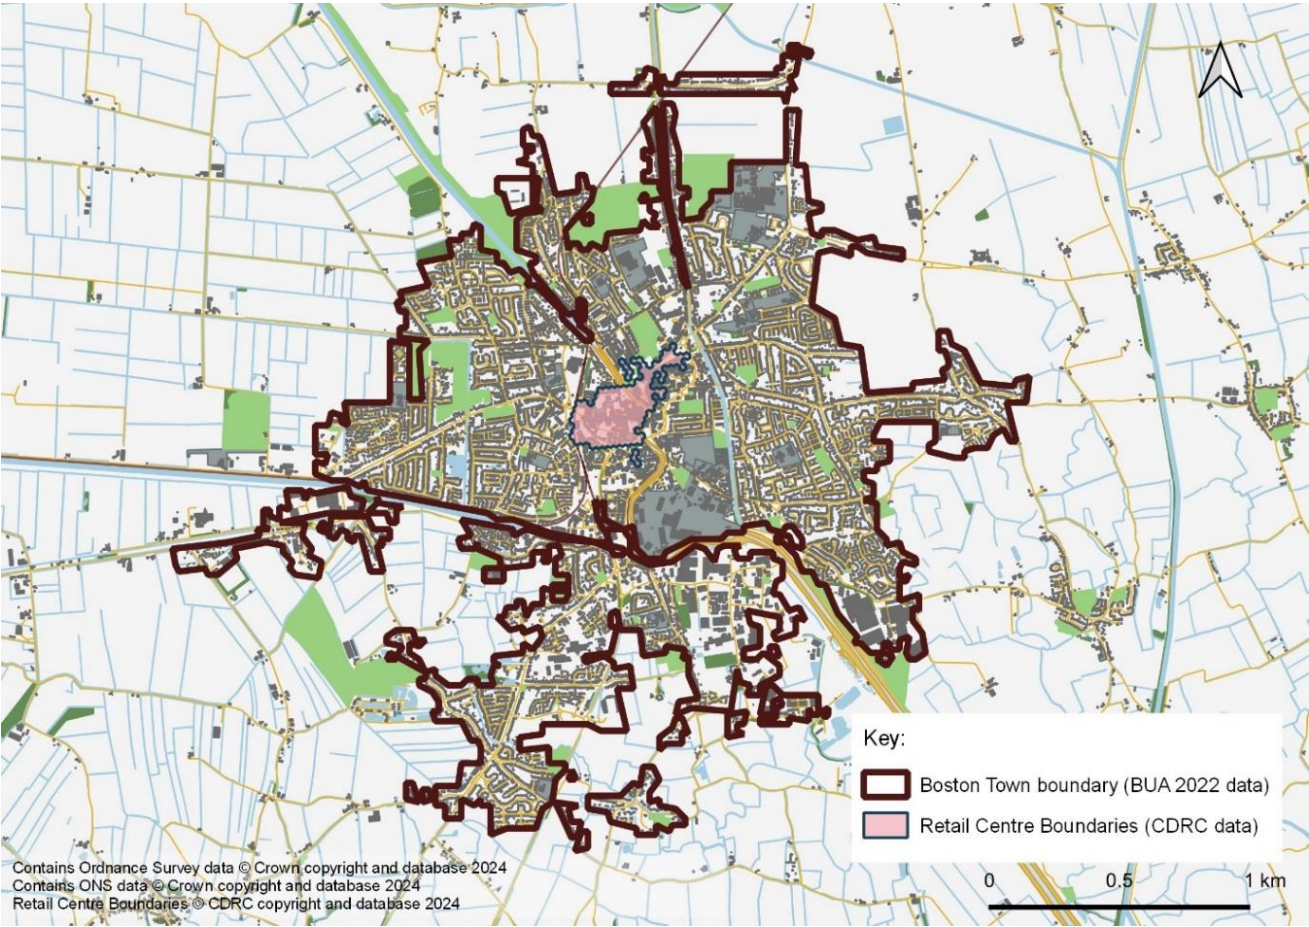 Key:
Boston Town boundary (BUA 2022 data)
Retail Centre Boundaries (CDRC data)
Contains Ordnance Survey data © Crown copyright and database 2024
Contains ONS data © Crown copyright and database 2024
Retail Centre Boundaries © CDRC copyright and database 2024
0 0.5 1 km